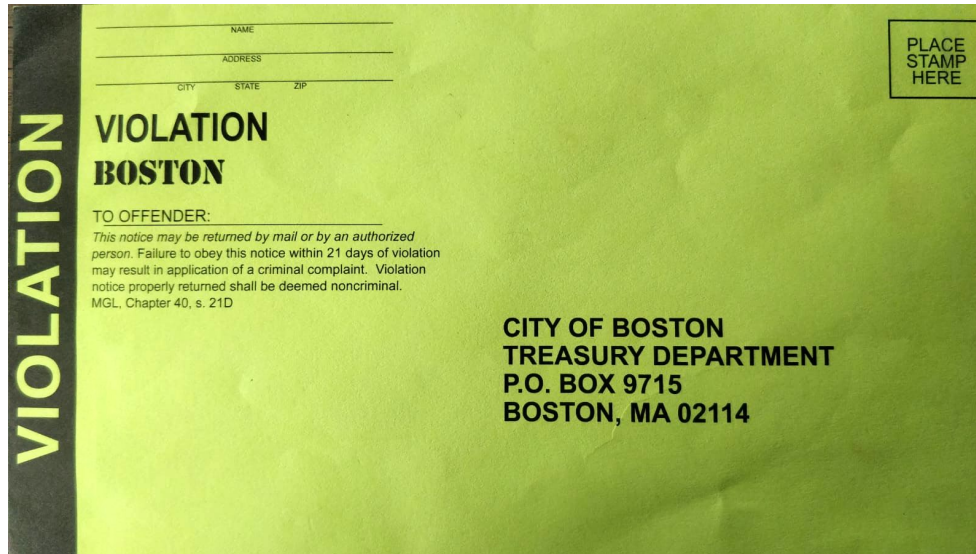 NAME
ADDRESS
CITY STATE ZIP
PLACE
STAMP
HERE
VIOLATION
VIOLATION
BOSTON
TO OFFENDER:
This notice may be returned by mail or by an authorized
person. Failure to obey this notice within 21 days of violation
may result in application of a criminal complaint. Violation
notice properly returned shall be deemed noncriminal.
MGL, Chapter 40, s. 21D
CITY OF BOSTON
TREASURY DEPARTMENT
P.O. BOX 9715
BOSTON, MA 02114